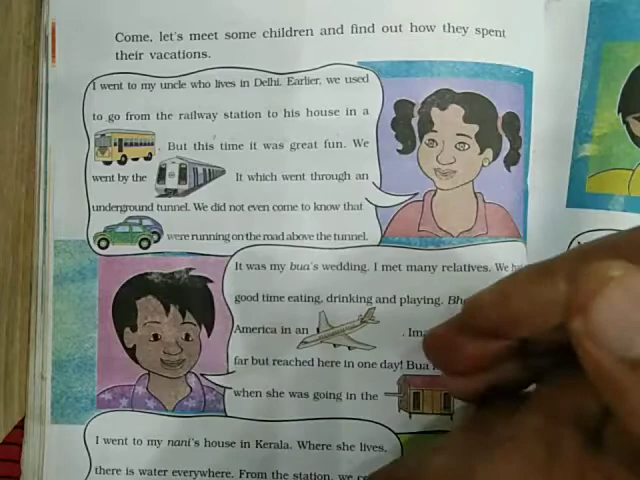 Come, let's meet some children and find out how they spent
their vacations.
I went to my uncle who lives in Delhi. Earlier, we used
to go from the railway station to his house in a
. But this time it was great fun. We
went by the It which went through an
underground tunnel. We did not even come to know that
were running on the road above the tunnel.
It was my bua's wedding. I met many relatives. We
good time eating, drinking and playing.
America in an .
far but reached here in one day! Bua
when she was going in the
I went to my nani's house in Kerala. Where she lives,
there is water everywhere. From the station, we